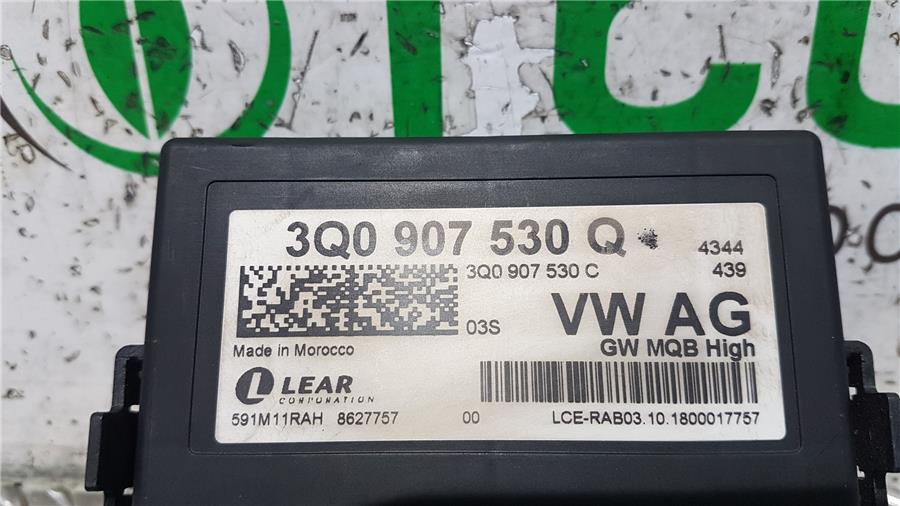 3Q0 907 530 Q
4344
3Q0 907 530 C
439
03S
VW AG
Made in Morocco
GW MQB High
LEAR
CORPORATION
591M11RAH 8627757
00
LCE-RAB03.10.1800017757